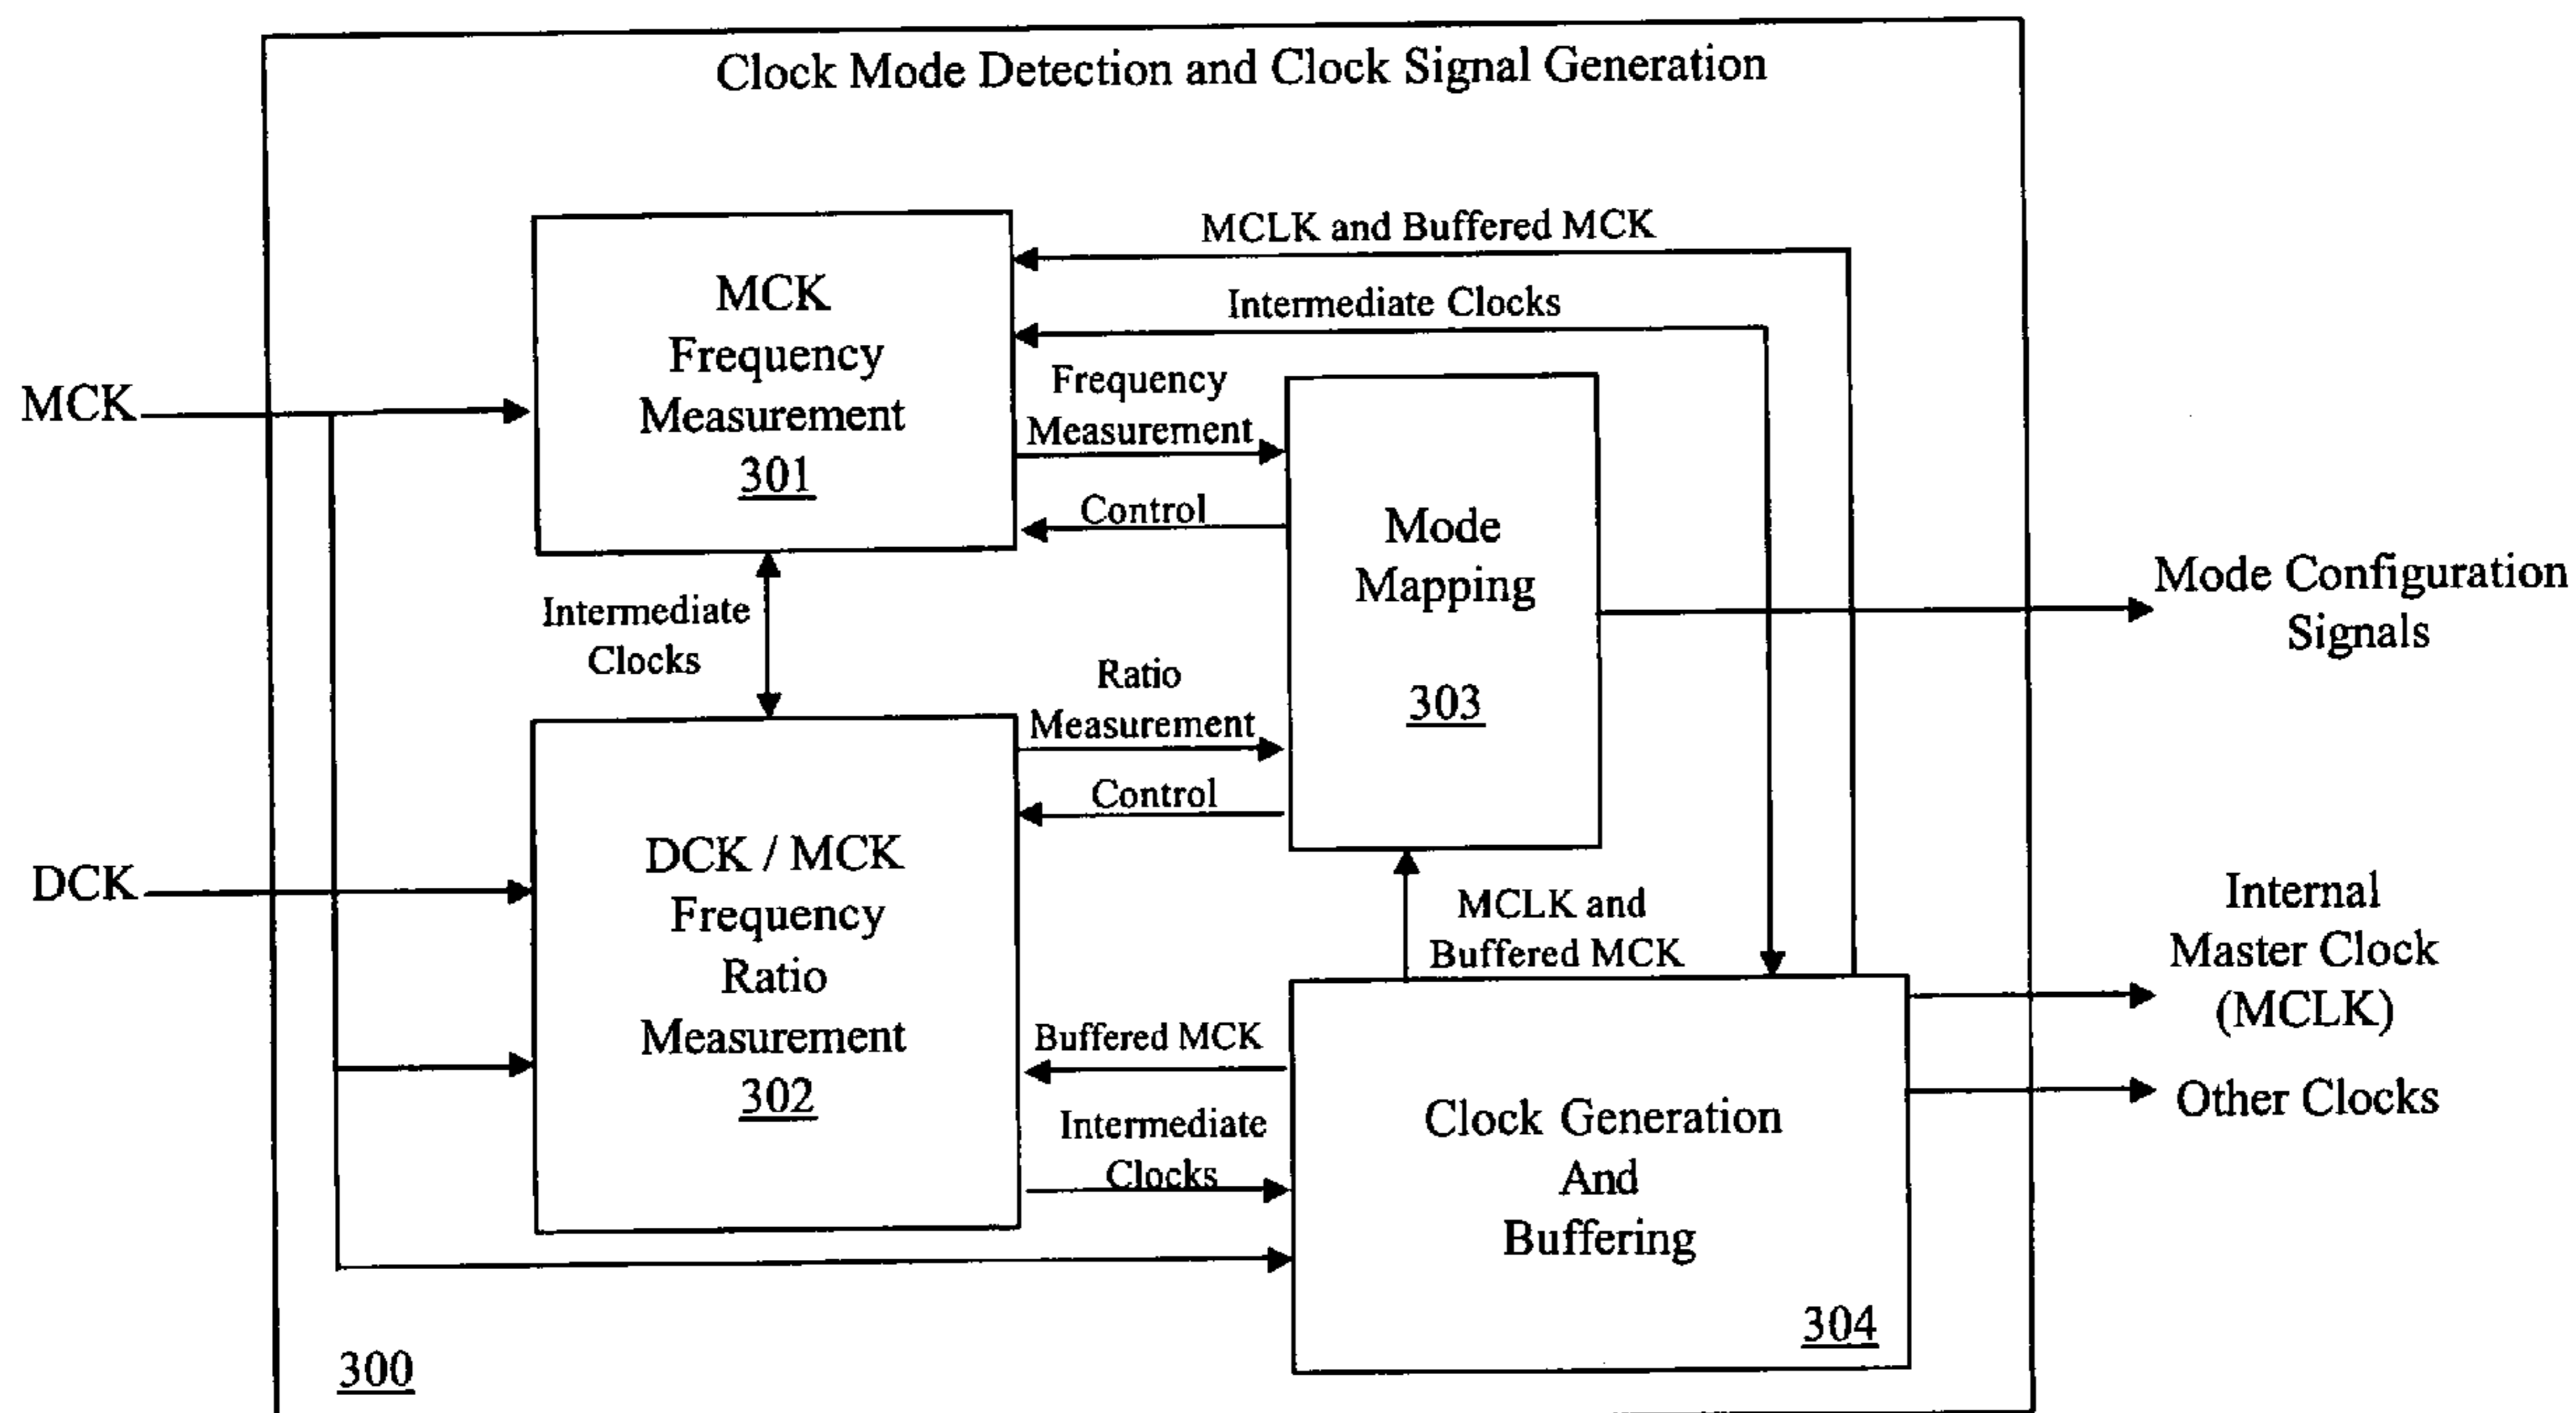 Clock Mode Detection and Clock Signal Generation
MCLK and Buffered MCK
MCK
Frequency
Measurement
301
Intermediate Clocks
Frequency
Measurement
Control
MCK
Mode
Mapping
303
Mode Configuration
Signals
Intermediate
Clocks
Ratio
Measurement
Control
DCK
DCK / MCK
Frequency
Ratio
Measurement
302
MCLK and
Buffered MCK
Internal
Master Clock
(MCLK)
Other Clocks
Buffered MCK
Intermediate
Clocks
Clock Generation
And
Buffering
304
300